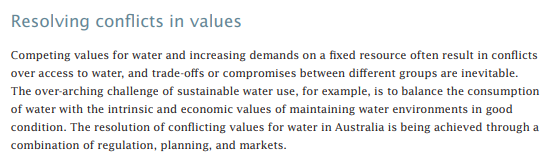 Resolving conflicts in values
Competing values for water and increasing demands on a fixed resource often result in conflicts
over access to water, and trade-offs or compromises between different groups are inevitable.
The over-arching challenge of sustainable water use, for example, is to balance the consumption
of water with the intrinsic and economic values of maintaining water environments in good
condition. The resolution of conflicting values for water in Australia is being achieved through a
combination of regulation, planning, and markets.